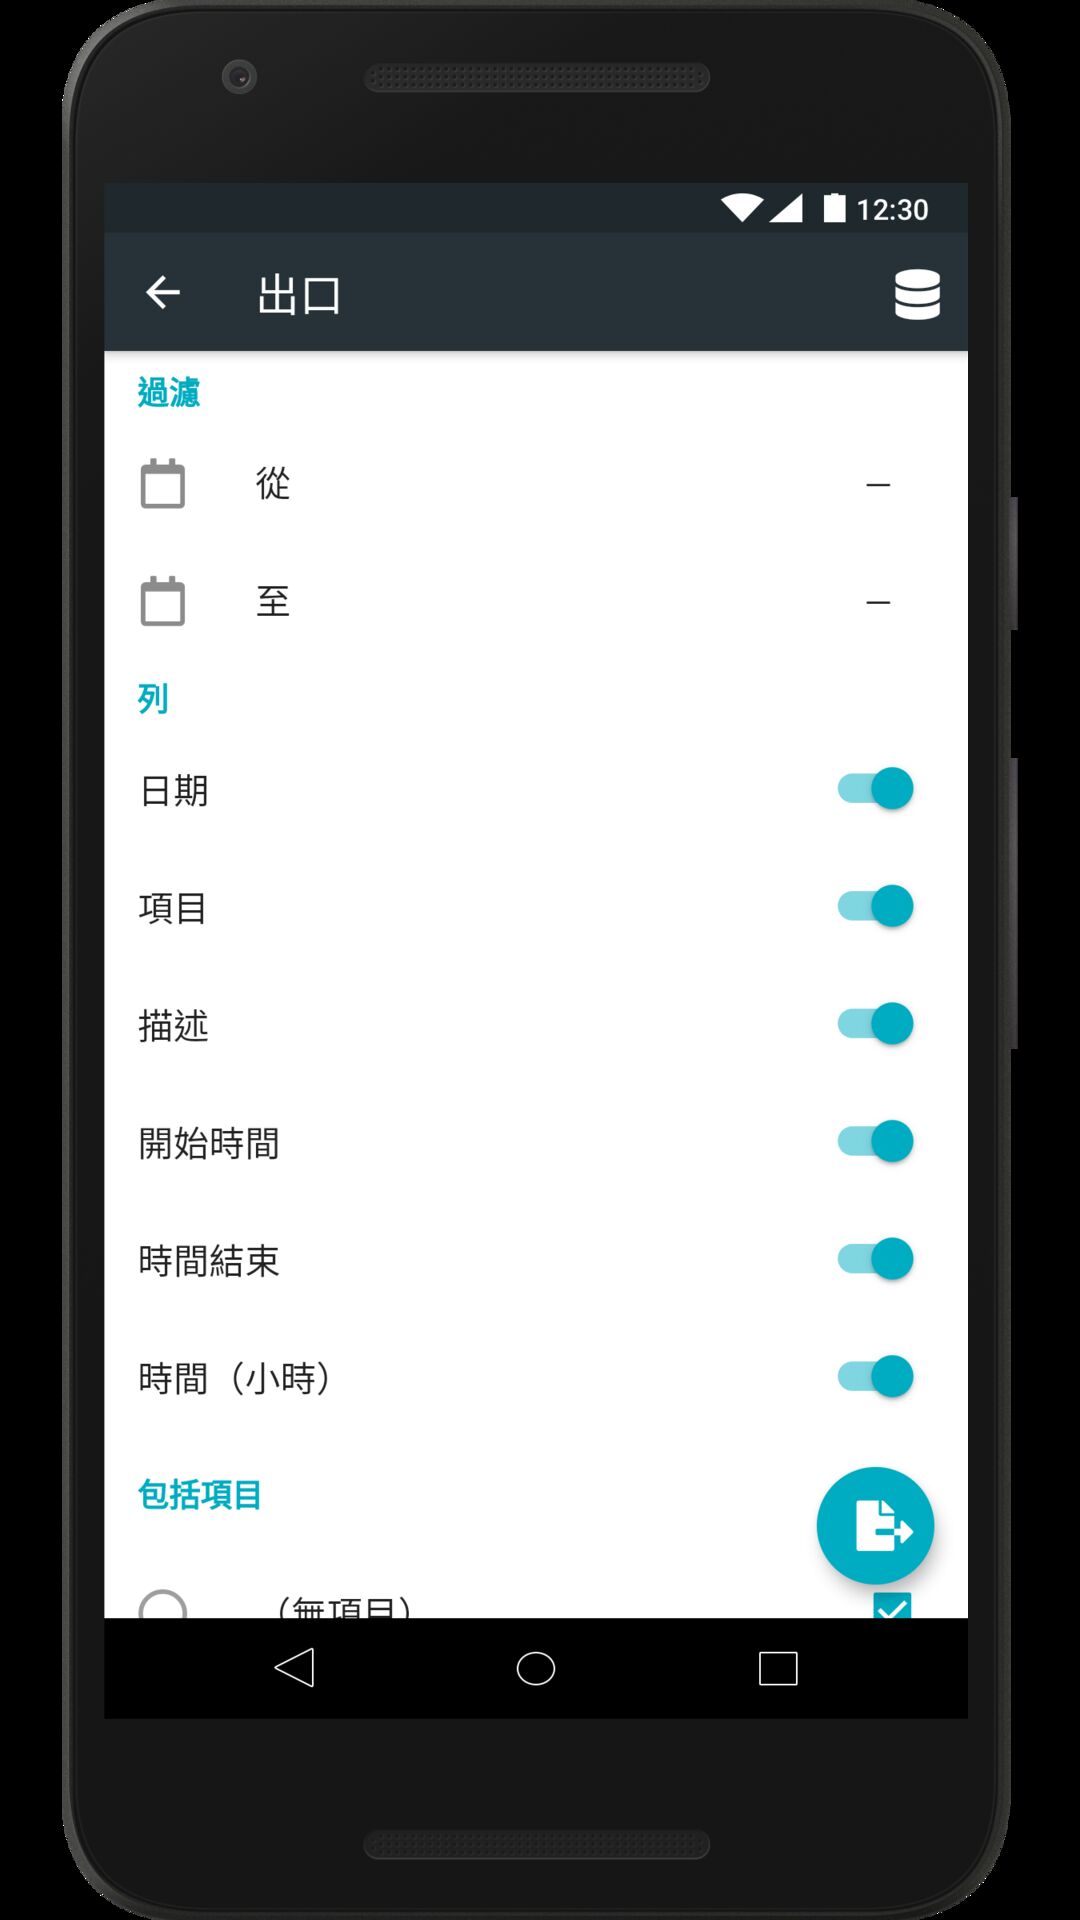 12:30
出口
過濾
從 –
至 –
列
日期
項目
描述
開始時間
時間結束
時間（小時）
包括項目
（無項目）